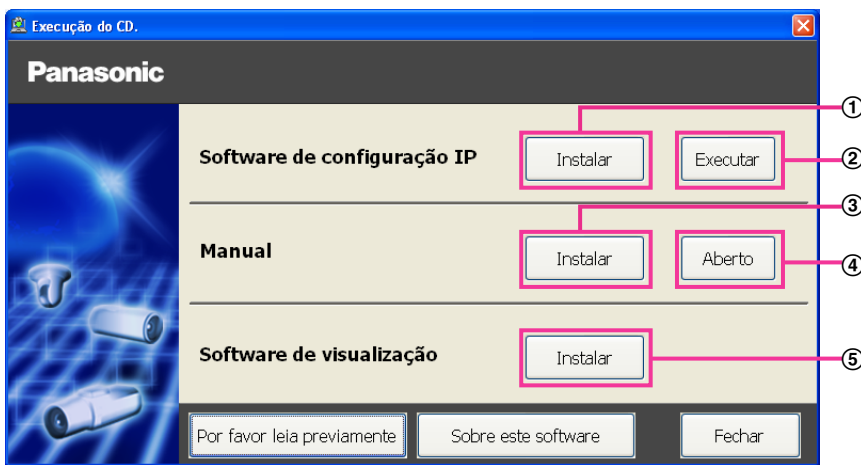 Execução do CD.
Panasonic
①
Software de configuração IP Instalar Executar ②
③
Manual Instalar Aberto ④
Software de visualização Instalar ⑤
Por favor leia previamente Sobre este software Fechar